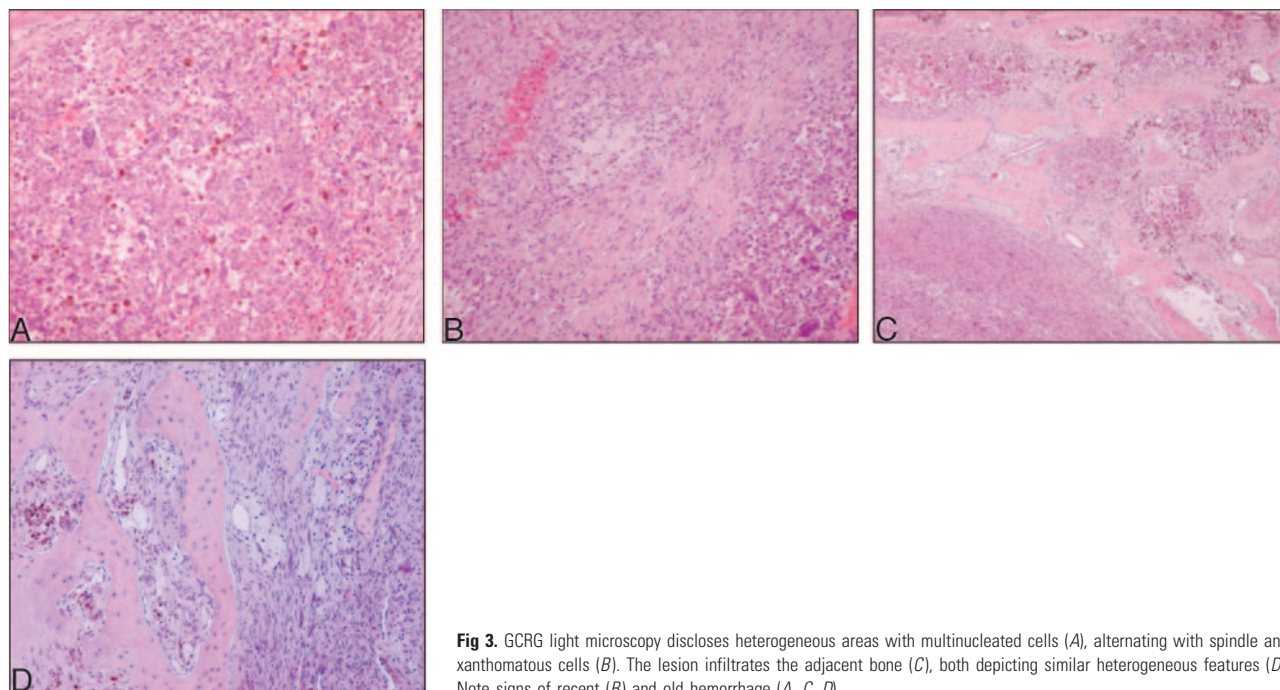 A
B
C
D
Fig 3. GCRG light microscopy discloses heterogeneous areas with multinucleated cells (A), alternating with spindle an
xanthomatous cells (B). The lesion infiltrates the adjacent bone (C), both depicting similar heterogeneous features (D
Note signs of recent (B) and old hemorrhage (A, C, D).